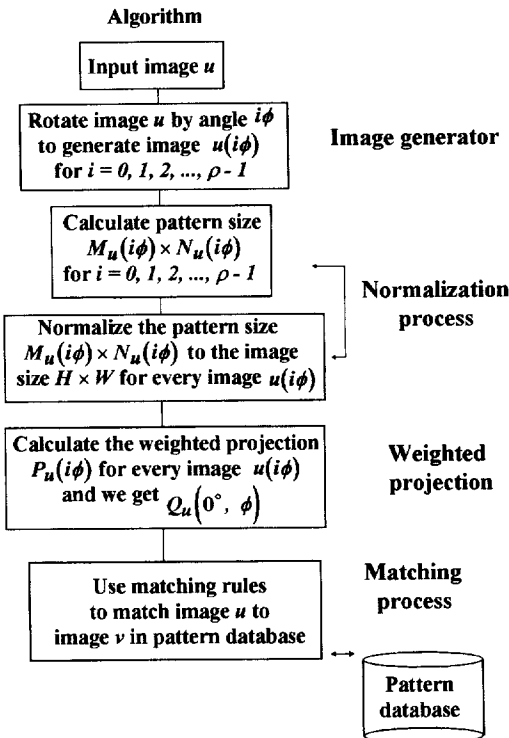 Algorithm
Input image u
Rotate image u by angle iϕ
to generate image u(iϕ)
for i = 0, 1, 2, ..., ρ - 1
Image generator
Calculate pattern size
M_u(iϕ) × N_u(iϕ)
for i = 0, 1, 2, ..., ρ - 1
Normalization
process
Normalize the pattern size
M_u(iϕ) × N_u(iϕ) to the image
size H × W for every image u(iϕ)
Calculate the weighted projection
P_u(iϕ) for every image u(iϕ)
and we get Q_u(0°, ϕ)
Weighted
projection
Use matching rules
to match image u to
image v in pattern database
Matching
process
Pattern
database